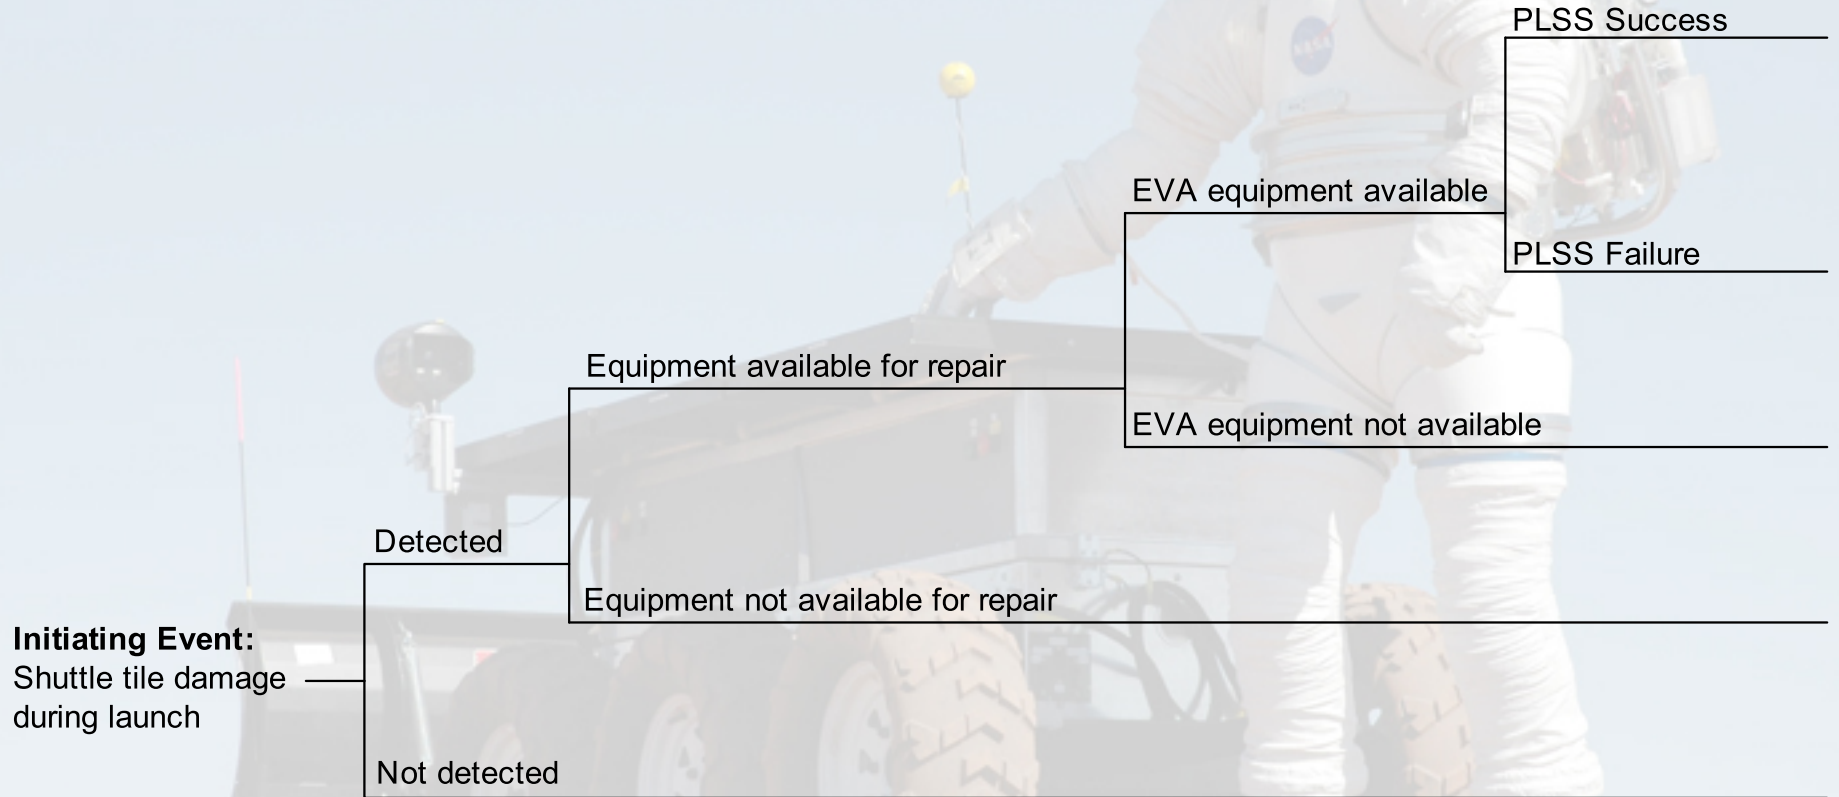 PLSS Success
EVA equipment available
PLSS Failure
Equipment available for repair
EVA equipment not available
Detected
Equipment not available for repair
Initiating Event:
Shuttle tile damage
during launch
Not detected
NASA